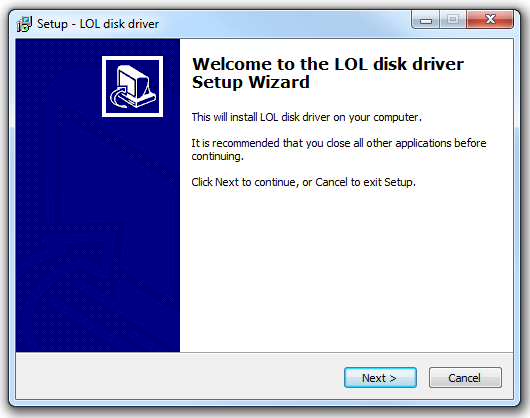 Setup - LOL disk driver
Welcome to the LOL disk driver
Setup Wizard
This will install LOL disk driver on your computer.
It is recommended that you close all other applications before
continuing.
Click Next to continue, or Cancel to exit Setup.
Next >
Cancel